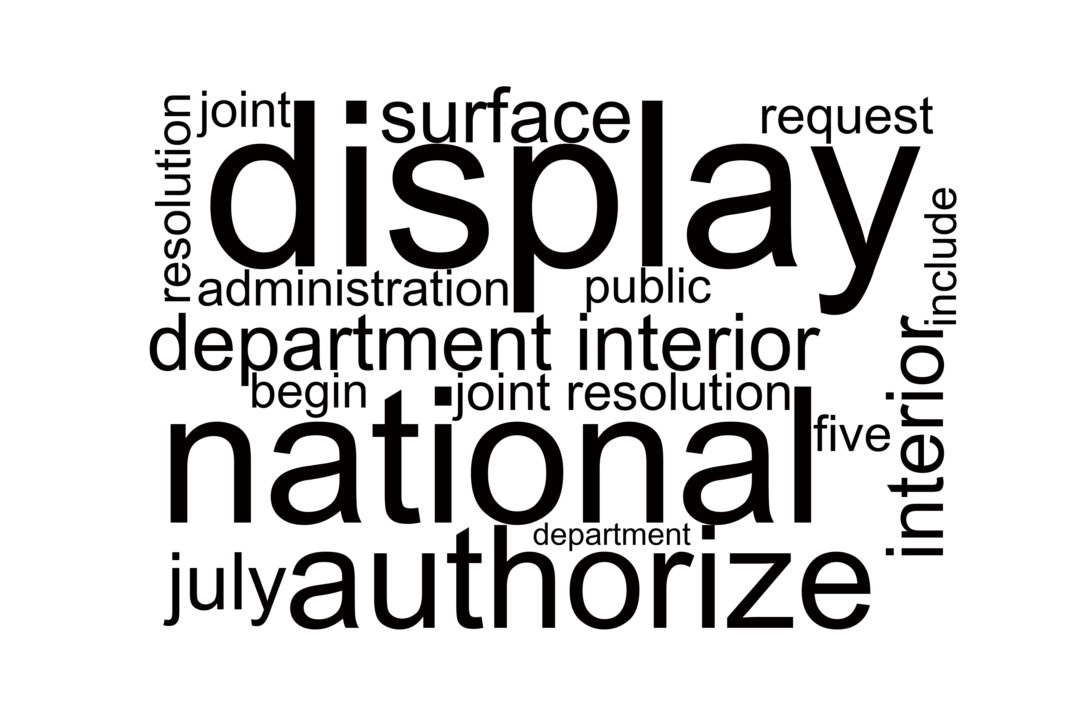 resolution
joint
surface
request
display
include
administration
public
department interior
interior
begin
joint resolution
national
five
department
july
authorize